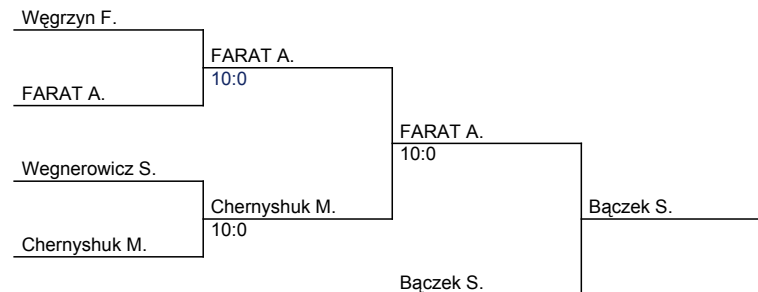 Węgrzyn F.
FARAT A.
10:0
FARAT A.
FARAT A.
10:0
Wegnerowicz S.
Chernyshuk M.
10:0
Bączek S.
Chernyshuk M.
Bączek S.